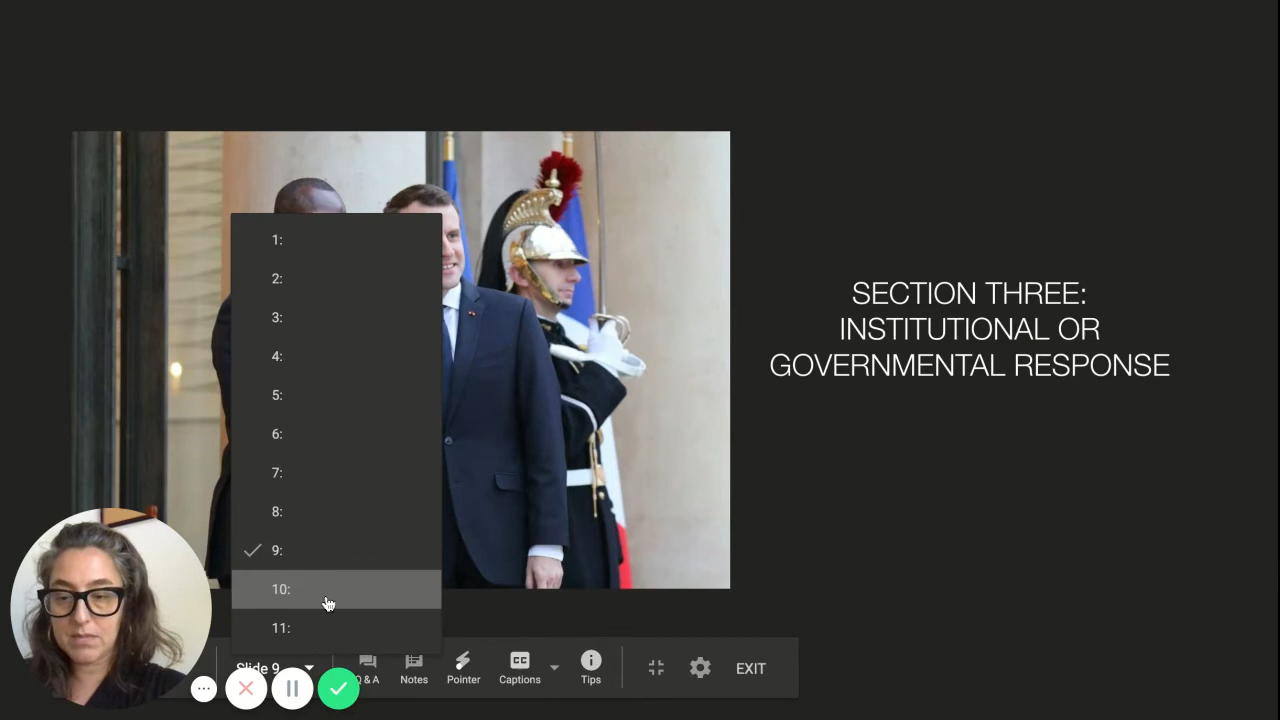 SECTION THREE:
INSTITUTIONAL OR
GOVERNMENTAL RESPONSE
1:
2:
3:
4:
5:
6:
7:
8:
9:
10:
11:
Slide 9
Q & A
Notes
Pointer
CC
Captions
Tips
EXIT